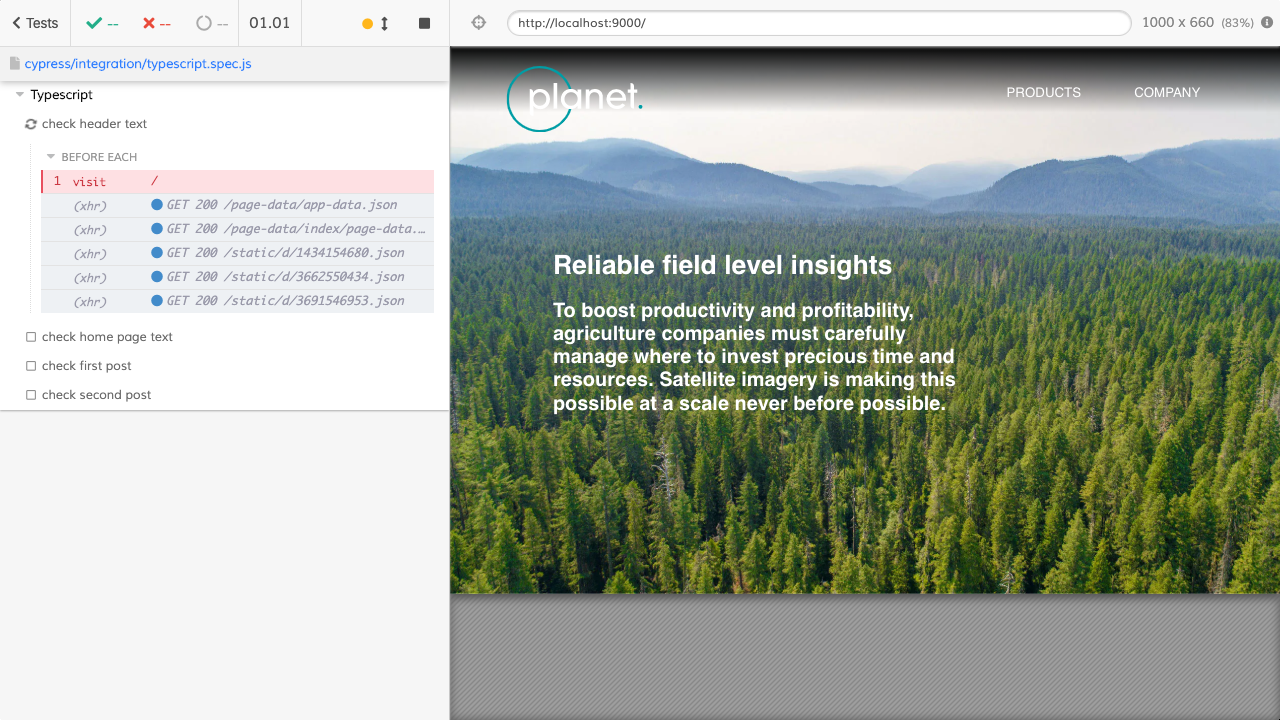 Tests
--
--
--
01.01
http://localhost:9000/
1000 x 660 (83%)
cypress/integration/typescript.spec.js
Typescript
check header text
BEFORE EACH
1 visit /
(xhr) GET 200 /page-data/app-data.json
(xhr) GET 200 /page-data/index/page-data.…
(xhr) GET 200 /static/d/1434154680.json
(xhr) GET 200 /static/d/3662550434.json
(xhr) GET 200 /static/d/3691546953.json
check home page text
check first post
check second post
planet.
PRODUCTS
COMPANY
Reliable field level insights
To boost productivity and profitability,
agriculture companies must carefully
manage where to invest precious time and
resources. Satellite imagery is making this
possible at a scale never before possible.